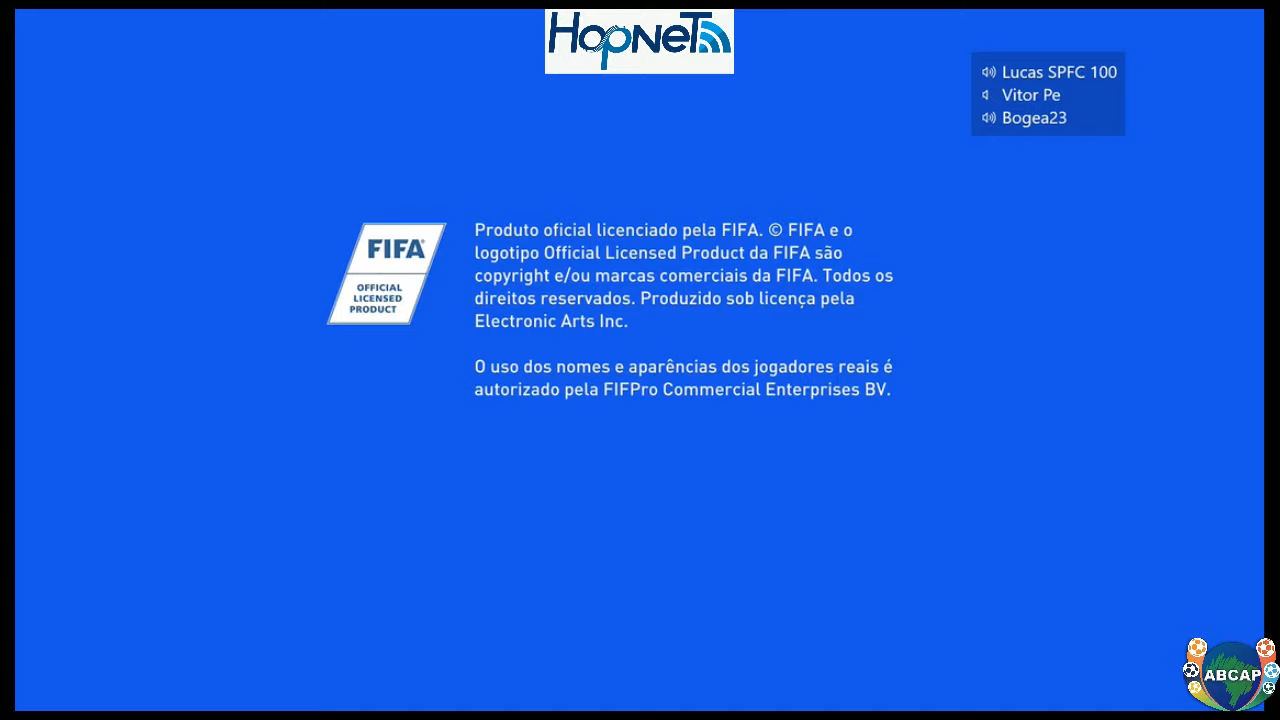 HopNeT
Lucas SPFC 100
Vitor Pe
Bogea23
FIFA®
OFFICIAL
LICENSED
PRODUCT
Produto oficial licenciado pela FIFA. © FIFA e o
logotipo Official Licensed Product da FIFA são
copyright e/ou marcas comerciais da FIFA. Todos os
direitos reservados. Produzido sob licença pela
Electronic Arts Inc.
O uso dos nomes e aparências dos jogadores reais é
autorizado pela FIFPro Commercial Enterprises BV.
ABCAP